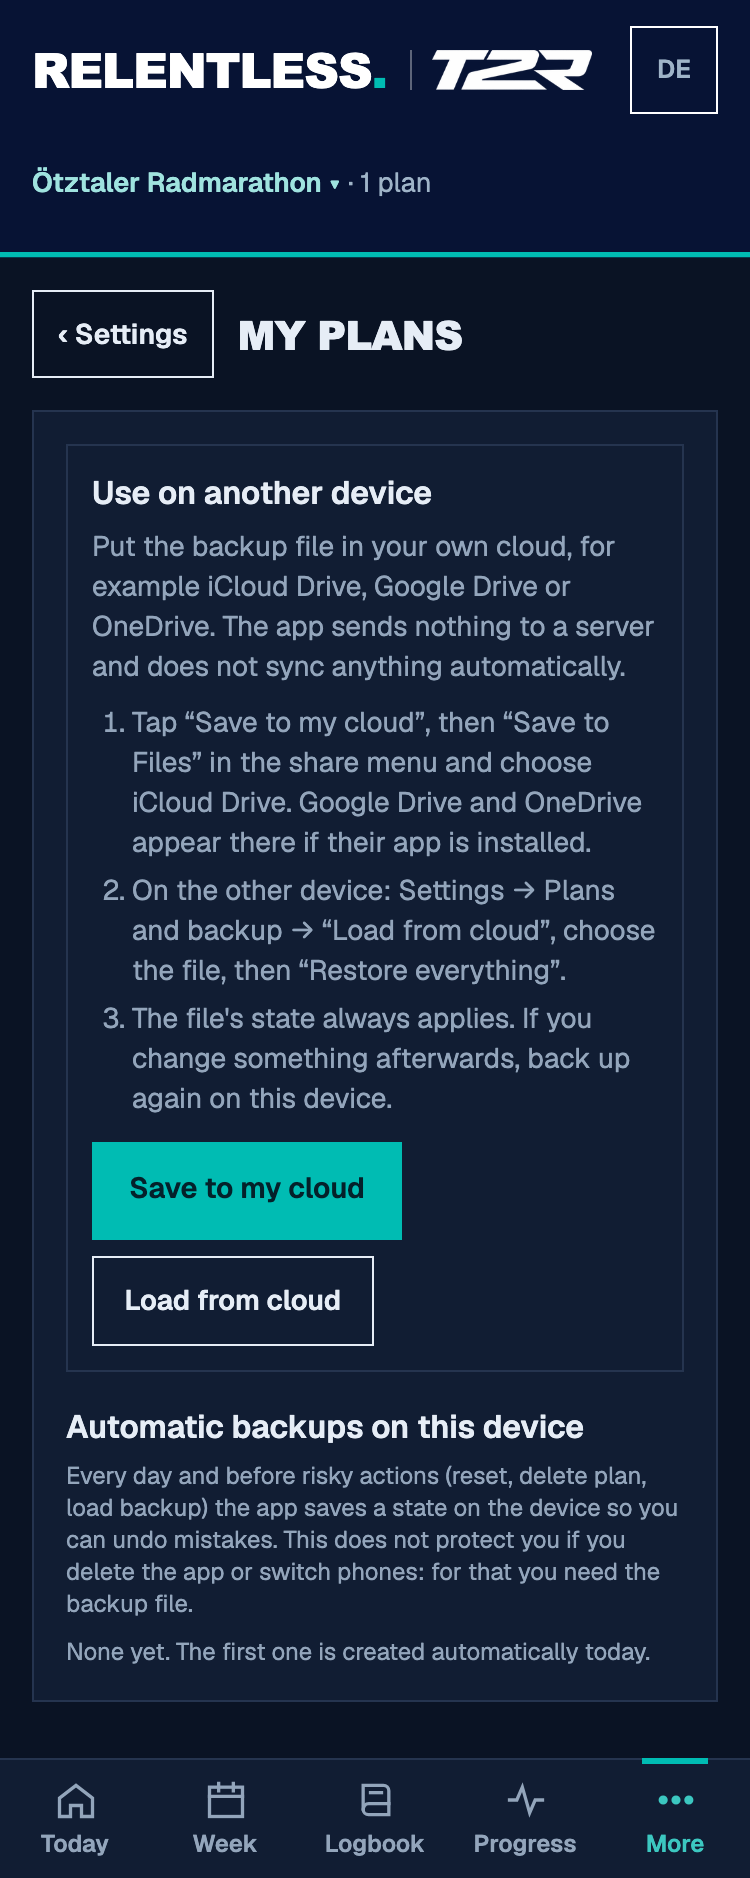 RELENTLESS. T2R DE
Ötztaler Radmarathon ▾ · 1 plan
‹ Settings MY PLANS
Use on another device
Put the backup file in your own cloud, for
example iCloud Drive, Google Drive or
OneDrive. The app sends nothing to a server
and does not sync anything automatically.
1. Tap “Save to my cloud”, then “Save to
Files” in the share menu and choose
iCloud Drive. Google Drive and OneDrive
appear there if their app is installed.
2. On the other device: Settings → Plans
and backup → “Load from cloud”, choose
the file, then “Restore everything”.
3. The file's state always applies. If you
change something afterwards, back up
again on this device.
Save to my cloud
Load from cloud
Automatic backups on this device
Every day and before risky actions (reset, delete plan,
load backup) the app saves a state on the device so you
can undo mistakes. This does not protect you if you
delete the app or switch phones: for that you need the
backup file.
None yet. The first one is created automatically today.
Today Week Logbook Progress More